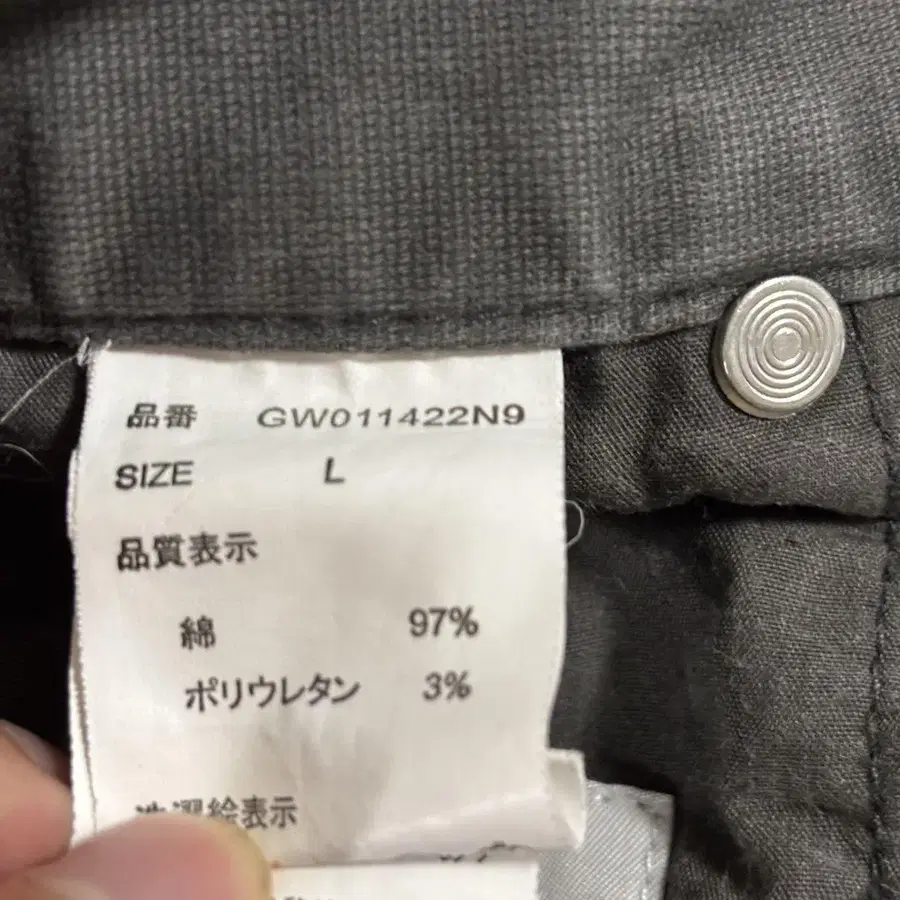 品番 GW011422N9
SIZE L
品質表示
綿 97%
ポリウレタン 3%
洗濯絵表示